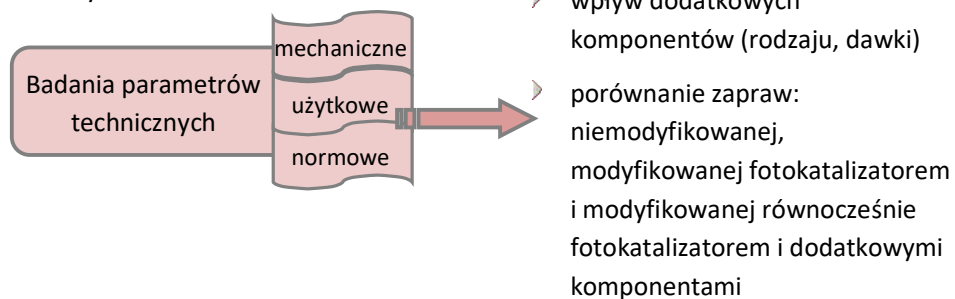 wpływ dodatkowych
komponentów (rodzaju, dawki)
mechaniczne
Badania parametrów
technicznych
użytkowe
normowe
porównanie zapraw:
niemodyfikowanej,
modyfikowanej fotokatalizatorem
i modyfikowanej równocześnie
fotokatalizatorem i dodatkowymi
komponentami